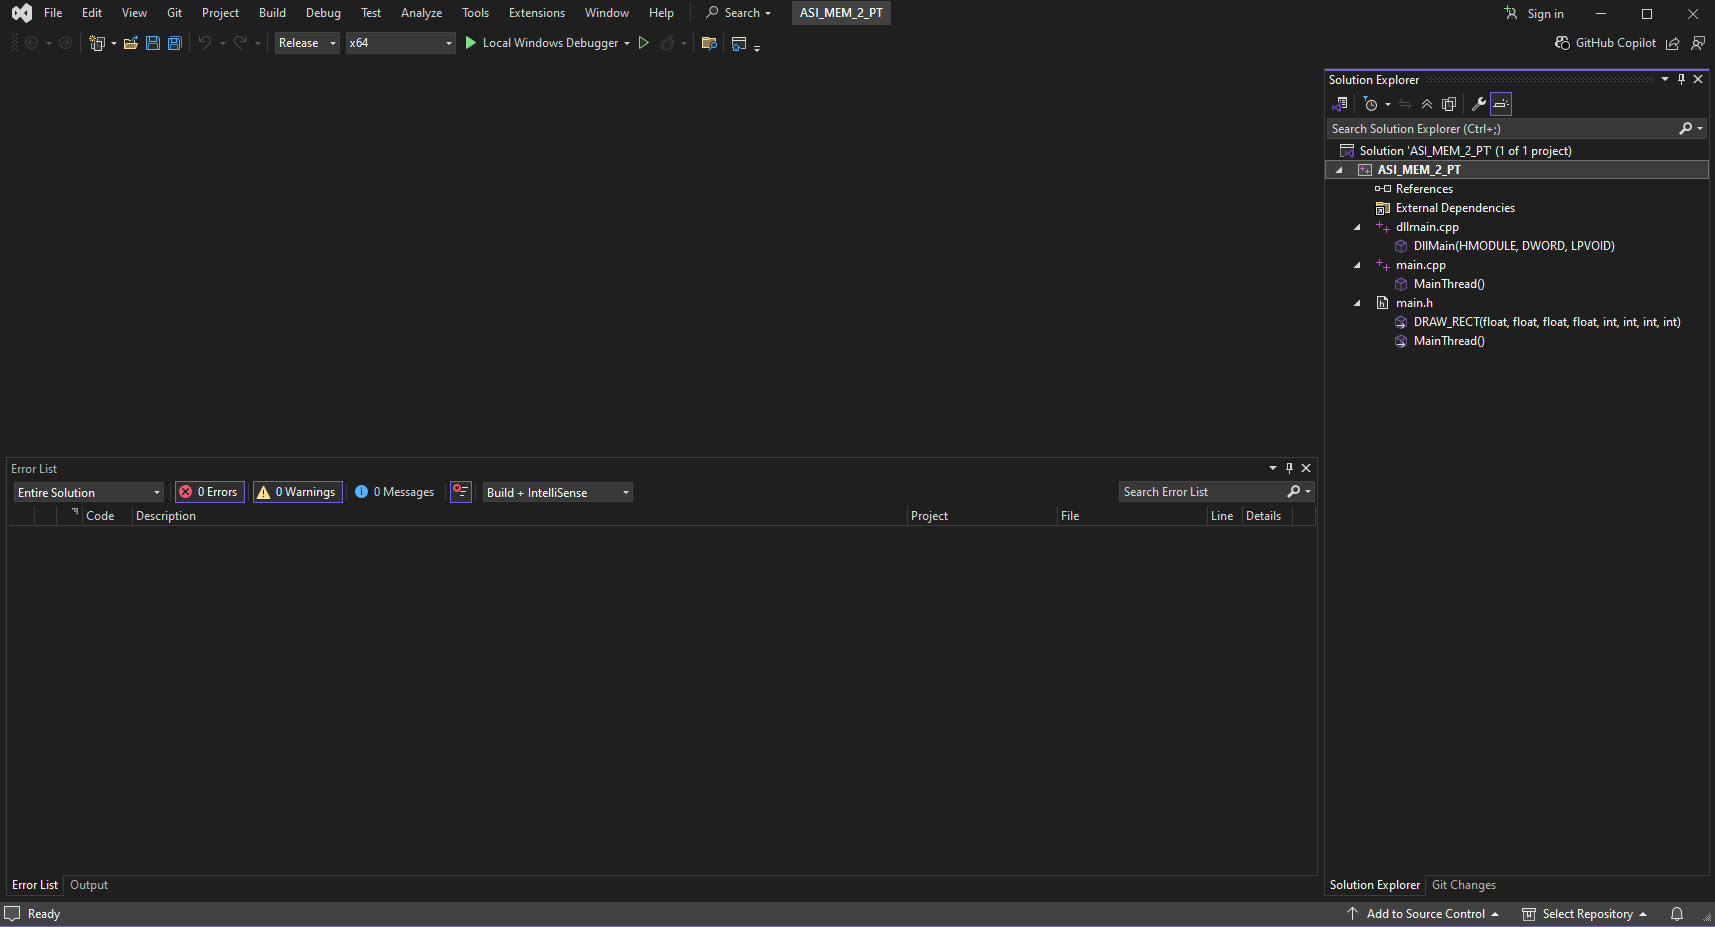 File Edit View Git Project Build Debug Test Analyze Tools Extensions Window Help Search ASI_MEM_2_PT Sign in
Release x64 Local Windows Debugger GitHub Copilot
Solution Explorer
Search Solution Explorer (Ctrl+;)
Solution 'ASI_MEM_2_PT' (1 of 1 project)
ASI_MEM_2_PT
References
External Dependencies
dllmain.cpp
DllMain(HMODULE, DWORD, LPVOID)
main.cpp
MainThread()
main.h
DRAW_RECT(float, float, float, float, int, int, int, int)
MainThread()
Error List
Entire Solution 0 Errors 0 Warnings 0 Messages Build + IntelliSense Search Error List
Code Description Project File Line Details
Error List Output
Solution Explorer Git Changes
Ready Add to Source Control Select Repository